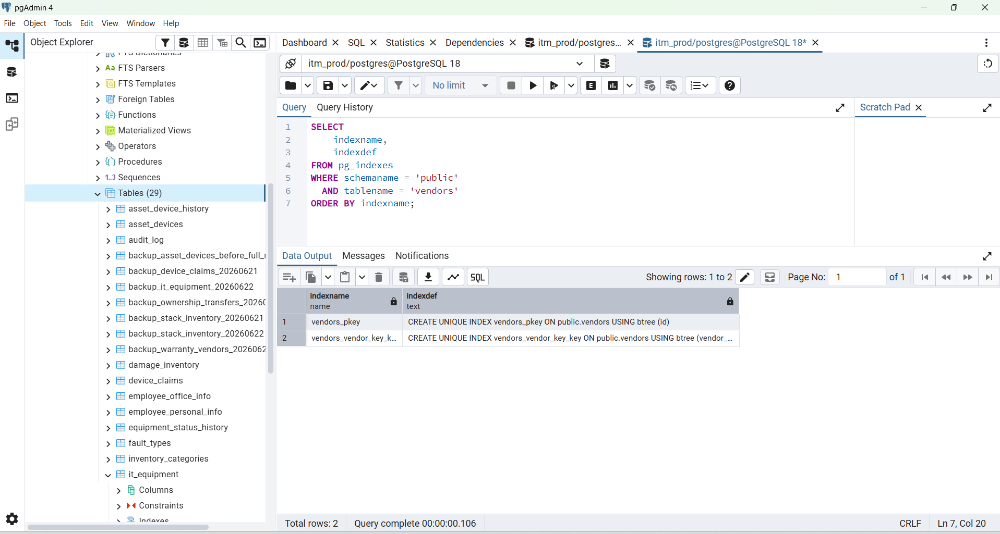 pgAdmin 4
File Object Tools Edit View Window Help
Object Explorer
Dashboard SQL Statistics Dependencies itm_prod/postgres... itm_prod/postgres@PostgreSQL 18*
itm_prod/postgres@PostgreSQL 18
No limit
E
Query Query History
Scratch Pad
1 SELECT
2 indexname,
3 indexdef
4 FROM pg_indexes
5 WHERE schemaname = 'public'
6 AND tablename = 'vendors'
7 ORDER BY indexname;
FTS Dictionaries
Aa FTS Parsers
FTS Templates
Foreign Tables
Functions
Materialized Views
Operators
Procedures
1..3 Sequences
Tables (29)
asset_device_history
asset_devices
audit_log
backup_asset_devices_before_full_
backup_device_claims_20260621
backup_it_equipment_20260622
backup_ownership_transfers_2026
backup_stack_inventory_20260621
backup_stack_inventory_20260622
backup_warranty_vendors_2026062
damage_inventory
device_claims
employee_office_info
employee_personal_info
equipment_status_history
fault_types
inventory_categories
it_equipment
Columns
Constraints
Indexes
Data Output Messages Notifications
SQL
Showing rows: 1 to 2 Page No: 1 of 1
indexname indexdef
name text
1 vendors_pkey CREATE UNIQUE INDEX vendors_pkey ON public.vendors USING btree (id)
2 vendors_vendor_key_k... CREATE UNIQUE INDEX vendors_vendor_key_key ON public.vendors USING btree (vendor_...
Total rows: 2 Query complete 00:00:00.106 CRLF Ln 7, Col 20